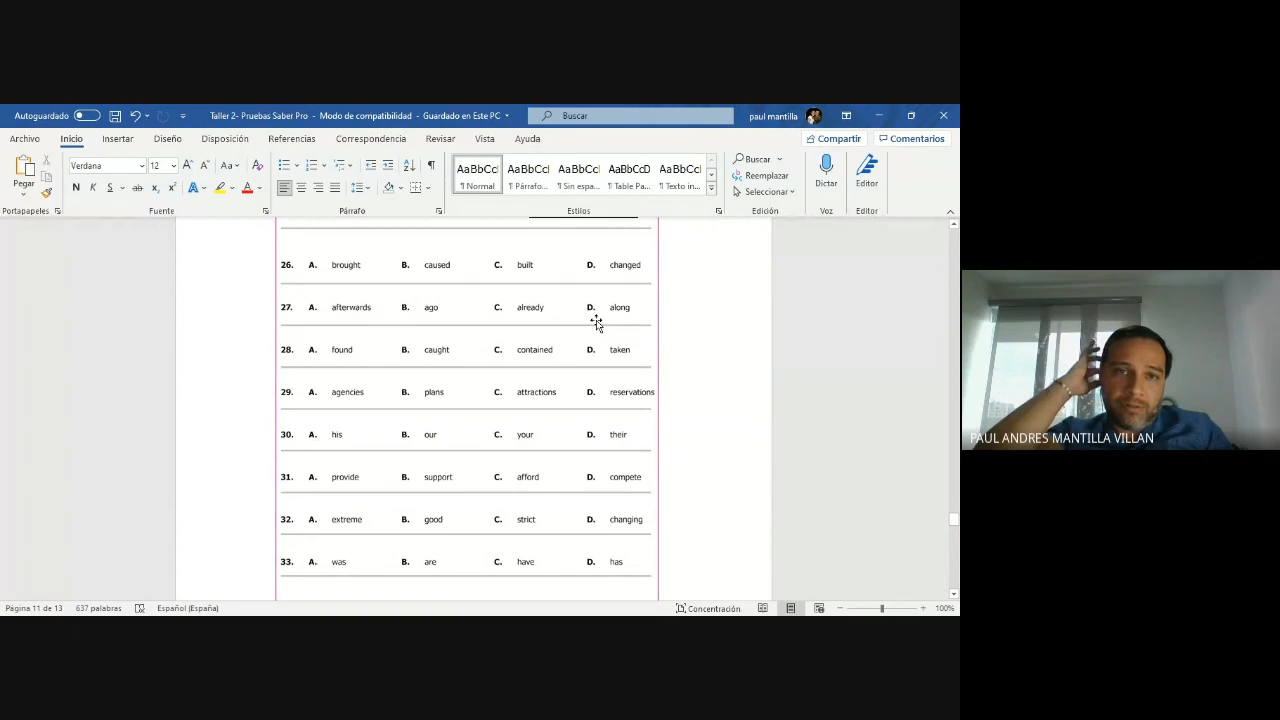 Autoguardado Taller 2- Pruebas Saber Pro - Modo de compatibilidad - Guardado en Este PC Buscar paul mantilla
Archivo Inicio Insertar Diseño Disposición Referencias Correspondencia Revisar Vista Ayuda Compartir Comentarios
Pegar
Verdana 12
AaBbCcI Normal
AaBbCcI Párrafo...
AaBbCcI Sin espa...
AaBbCcD Table Pa...
AaBbCcI Texto in...
Buscar
Reemplazar
Seleccionar
Dictar
Editor
Portapapeles Fuente Párrafo Estilos Edición Voz Editor
26. A. brought B. caused C. built D. changed
27. A. afterwards B. ago C. already D. along
28. A. found B. caught C. contained D. taken
29. A. agencies B. plans C. attractions D. reservations
30. A. his B. our C. your D. their
31. A. provide B. support C. afford D. compete
32. A. extreme B. good C. strict D. changing
33. A. was B. are C. have D. has
PAUL ANDRES MANTILLA VILLAN
Página 11 de 13 637 palabras Español (España) Concentración 100%